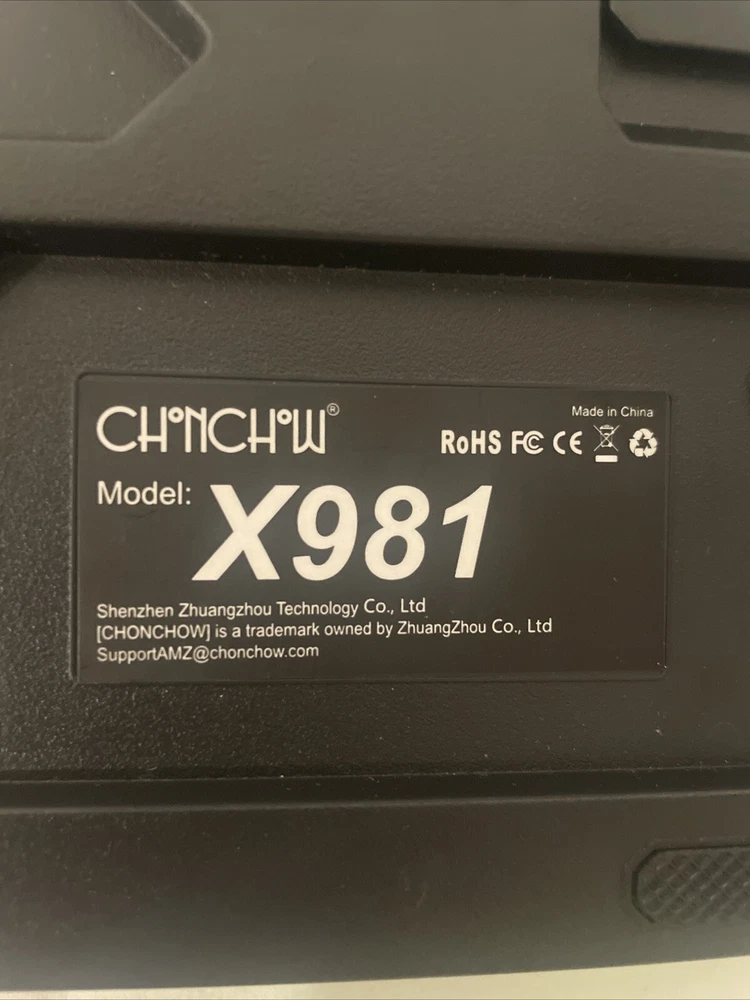 CHONCHOW®
Made in China
RoHS FC CE
Model: X981
Shenzhen Zhuangzhou Technology Co., Ltd
[CHONCHOW] is a trademark owned by ZhuangZhou Co., Ltd
SupportAMZ@chonchow.com